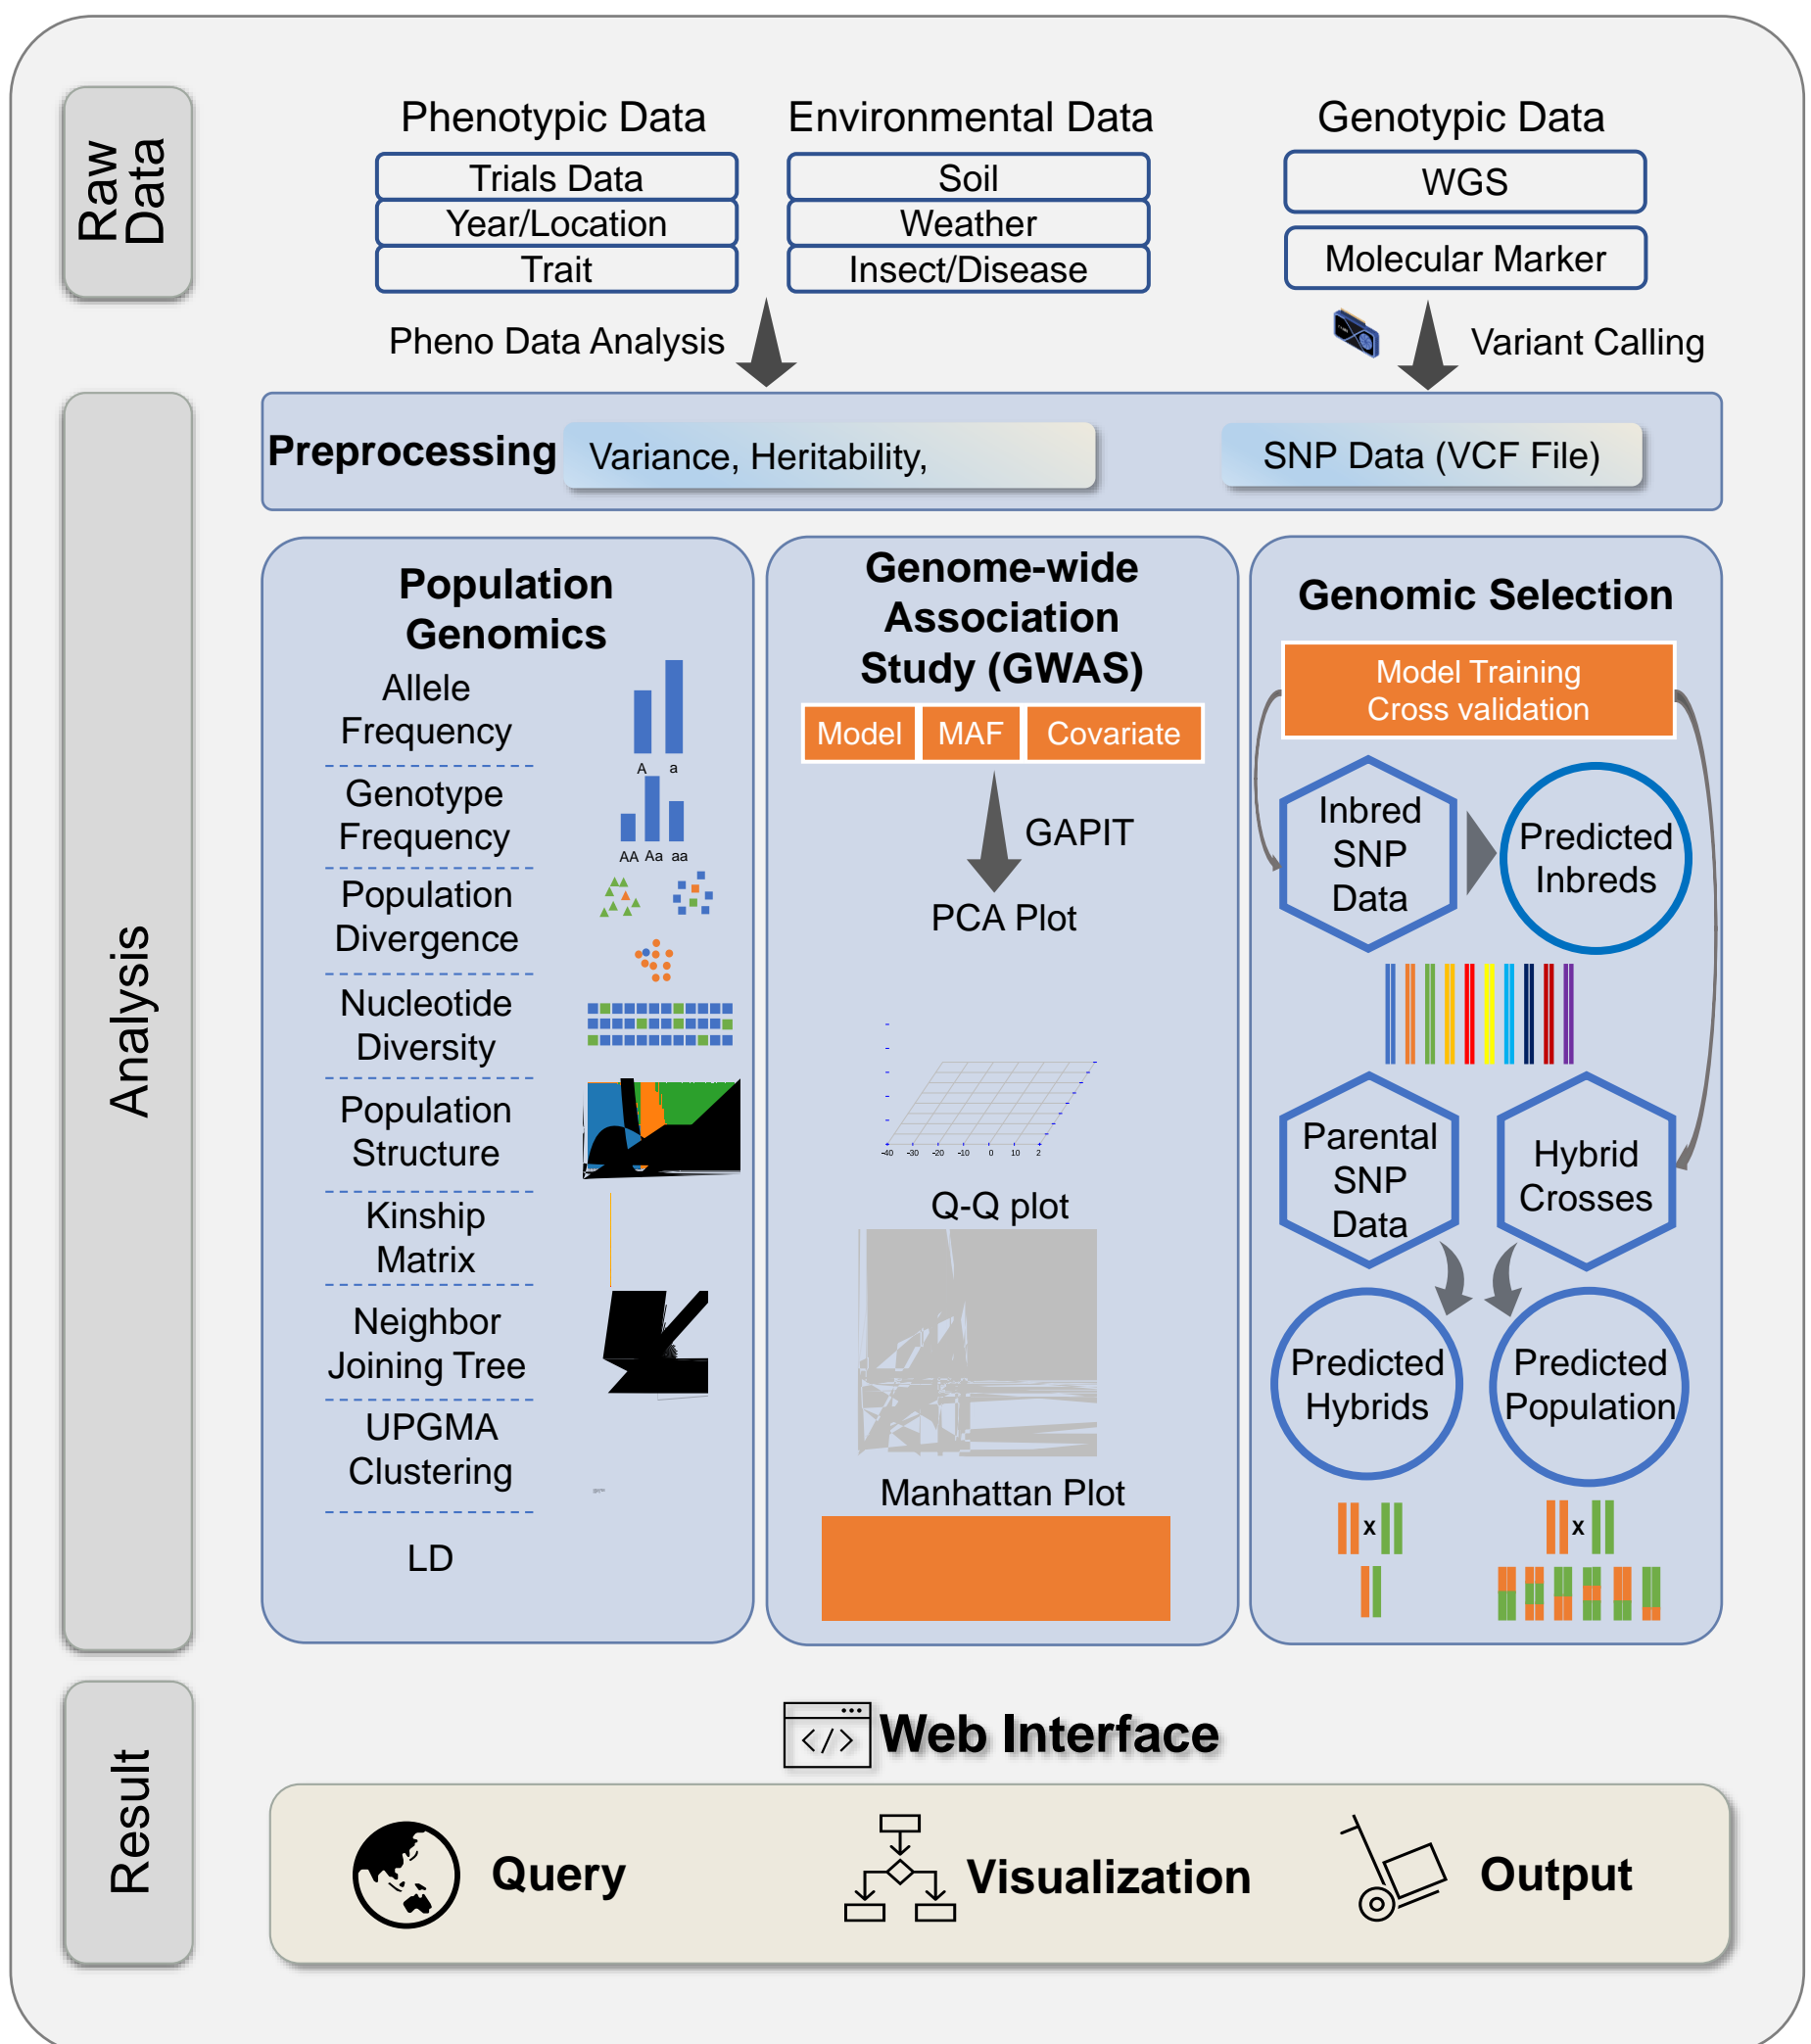 Raw
Data
Phenotypic Data
Trials Data
Year/Location
Trait
Environmental Data
Soil
Weather
Insect/Disease
Genotypic Data
WGS
Molecular Marker
Pheno Data Analysis
Variant Calling
Analysis
Preprocessing
Variance, Heritability,
SNP Data (VCF File)
Population
Genomics
Allele
Frequency
A a
Genotype
Frequency
AA Aa aa
Population
Divergence
Nucleotide
Diversity
Population
Structure
Kinship
Matrix
Neighbor
Joining Tree
UPGMA
Clustering
LD
Genome-wide
Association
Study (GWAS)
Model MAF Covariate
GAPIT
PCA Plot
-40 -30 -20 -10 0 10 2
Q-Q plot
Manhattan Plot
Genomic Selection
Model Training
Cross validation
Inbred
SNP
Data
Predicted
Inbreds
Parental
SNP
Data
Hybrid
Crosses
Predicted
Hybrids
Predicted
Population
x
x
Result
</> Web Interface
Query
Visualization
Output